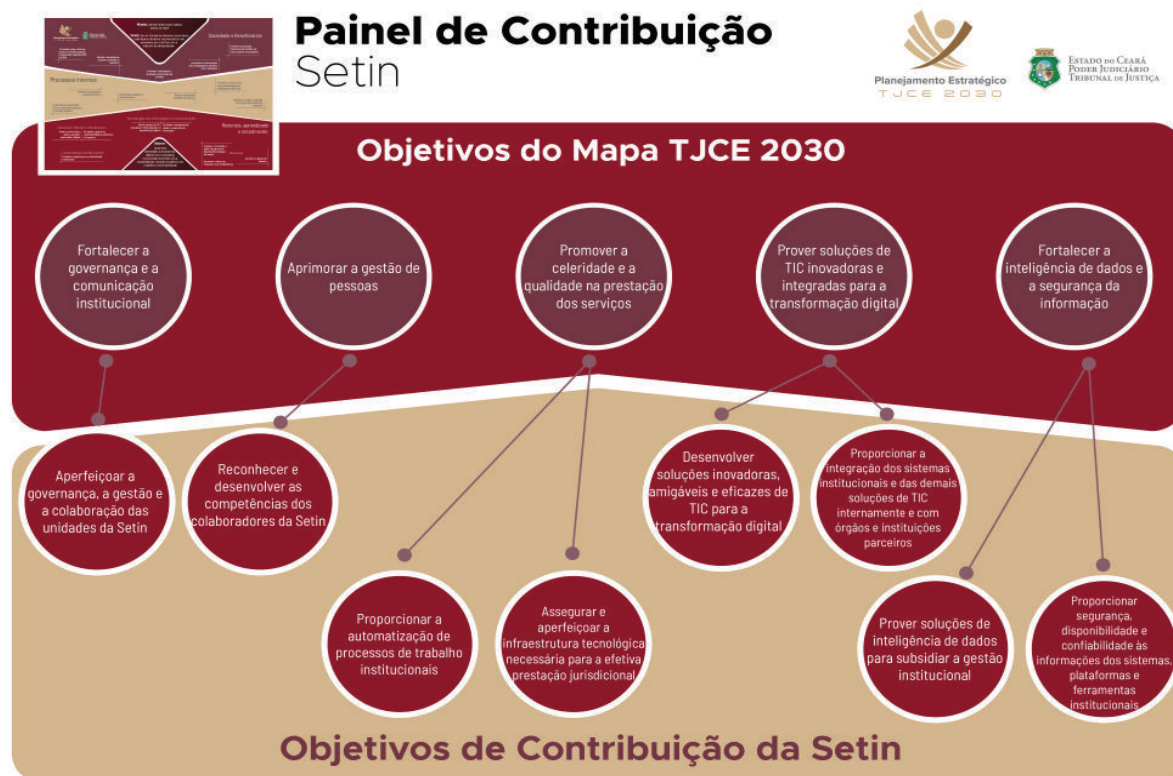 Painel de Contribuição
Setin
Planejamento Estratégico
TJCE 2030
ESTADO DO CEARÁ
PODER JUDICIÁRIO
TRIBUNAL DE JUSTIÇA
Objetivos do Mapa TJCE 2030
Fortalecer a
governança e a
comunicação
institucional
Aprimorar a gestão de
pessoas
Promover a
celeridade e a
qualidade na prestação
dos serviços
Prover soluções de
TIC inovadoras e
integradas para a
transformação digital
Fortalecer a
inteligência de dados e
a segurança da
informação
Aperfeiçoar a
governança, a gestão e
a colaboração das
unidades da Setin
Reconhecer e
desenvolver as
competências dos
colaboradores da Setin
Desenvolver
soluções inovadoras,
amigáveis e eficazes de
TIC para a
transformação digital
Proporcionar a
integração dos sistemas
institucionais e das demais
soluções de TIC
internamente e com
órgãos e instituições
parceiros
Proporcionar a
automatização de
processos de trabalho
institucionais
Assegurar e
aperfeiçoar a
infraestrutura tecnológica
necessária para a efetiva
prestação jurisdicional
Prover soluções de
inteligência de dados
para subsidiar a gestão
institucional
Proporcionar
segurança,
disponibilidade e
confiabilidade às
informações dos sistemas,
plataformas e
ferramentas
institucionais
Objetivos de Contribuição da Setin